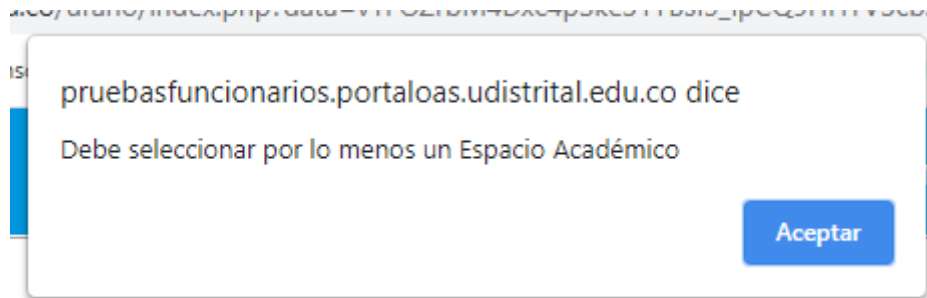 pruebasfuncionarios.portaloas.udistrital.edu.co dice
Debe seleccionar por lo menos un Espacio Académico
Aceptar